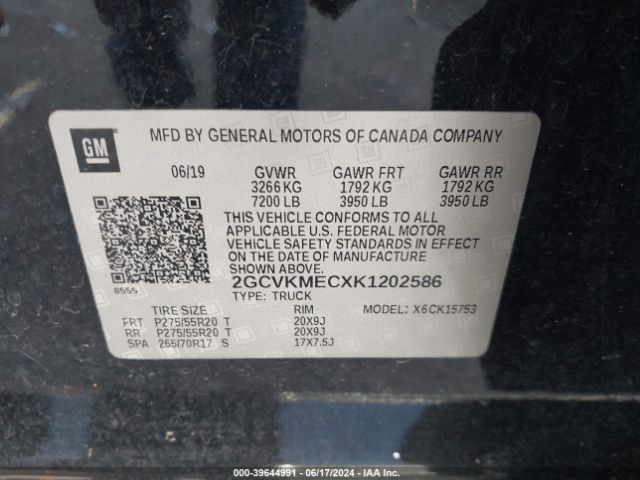 GM
MFD BY GENERAL MOTORS OF CANADA COMPANY
06/19 GVWR GAWR FRT GAWR RR
3266 KG 1792 KG 1792 KG
7200 LB 3950 LB 3950 LB
THIS VEHICLE CONFORMS TO ALL
APPLICABLE U.S. FEDERAL MOTOR
VEHICLE SAFETY STANDARDS IN EFFECT
ON THE DATE OF MANUFACTURE
SHOWN ABOVE.
8555 2GCVKMECXK1202586
TYPE: TRUCK
TIRE SIZE RIM MODEL: X6CK15753
FRT P275/55R20 T 20X9J
RR P275/55R20 T 20X9J
SPA 265/70R17 S 17X7.5J
000-39644991 - 06/17/2024 - IAA Inc.